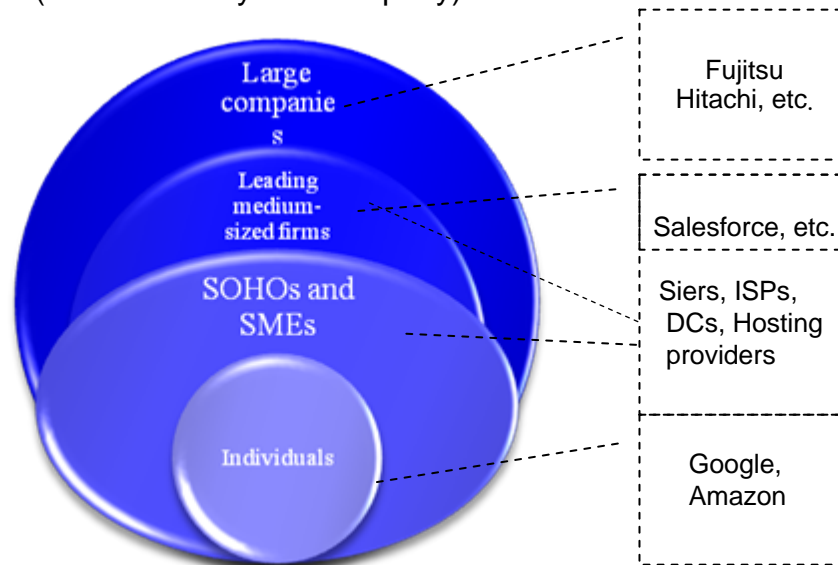 Large
companie
s
Leading
medium-
sized firms
SOHOs and
SMEs
Individuals
Fujitsu
Hitachi, etc.
Salesforce, etc.
Siers, ISPs,
DCs, Hosting
providers
Google,
Amazon